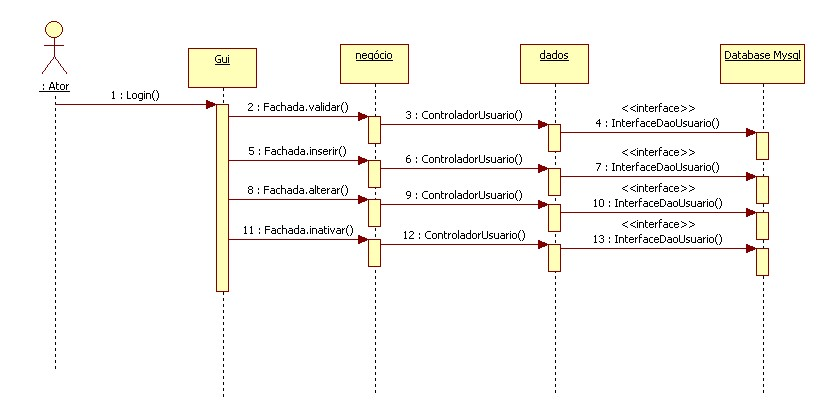 Gui
negócio
dados
Database Mysql
: Ator
1 : Login()
2 : Fachada.validar()
3 : ControladorUsuario()
<<interface>>
4 : InterfaceDaoUsuario()
5 : Fachada.inserir()
6 : ControladorUsuario()
<<interface>>
7 : InterfaceDaoUsuario()
8 : Fachada.alterar()
9 : ControladorUsuario()
<<interface>>
10 : InterfaceDaoUsuario()
11 : Fachada.inativar()
12 : ControladorUsuario()
<<interface>>
13 : InterfaceDaoUsuario()